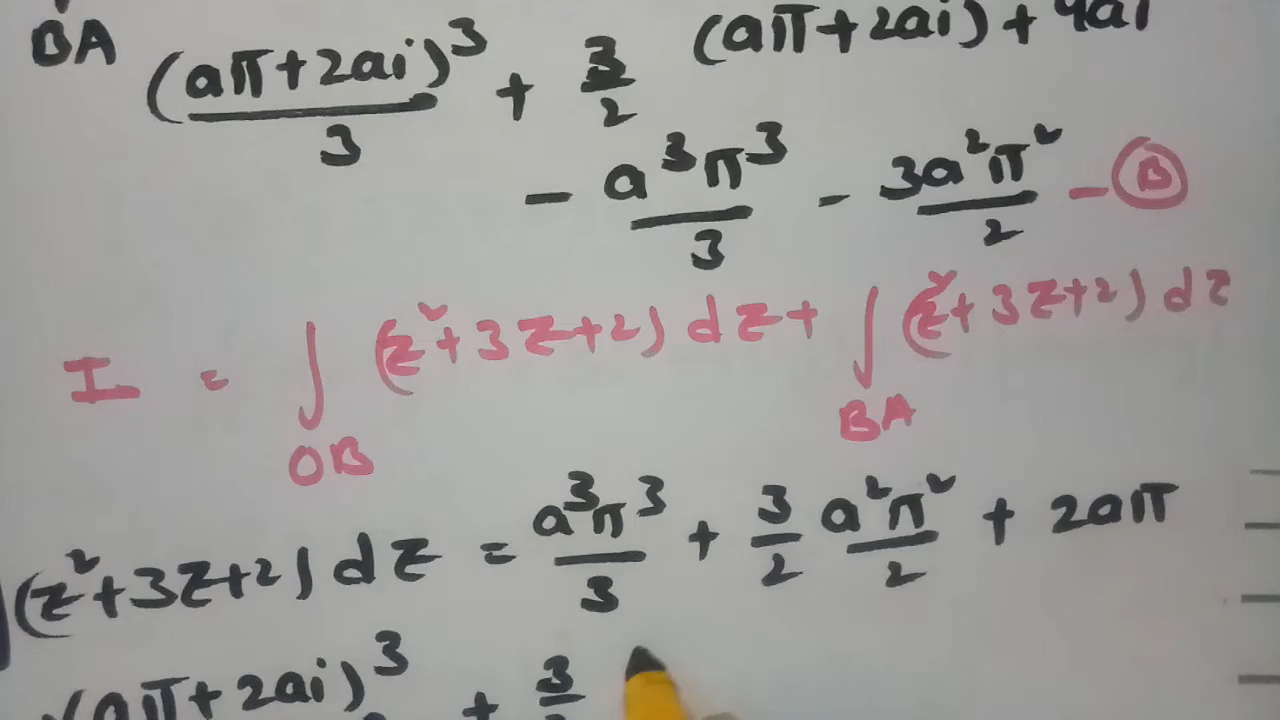 BA (aπ+2ai)³/3 + 3/2 (aπ+2ai) + 4ai
- a³π³/3 - 3a²π²/2 - Ⓑ
I = ∫OB (z²+3z+2) dz + ∫BA (z²+3z+2) dz
(z²+3z+2) dz = a³π³/3 + 3/2 a²π²/2 + 2aπ
(aπ+2ai)³ + 3/2